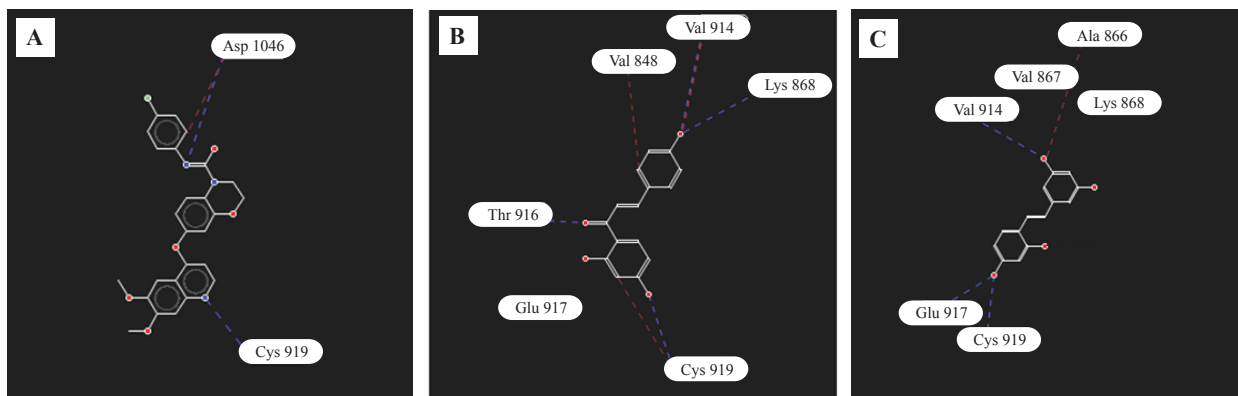 A
Asp 1046
Cys 919
B
Val 914
Val 848
Lys 868
Thr 916
Glu 917
Cys 919
C
Ala 866
Val 867
Lys 868
Val 914
Glu 917
Cys 919